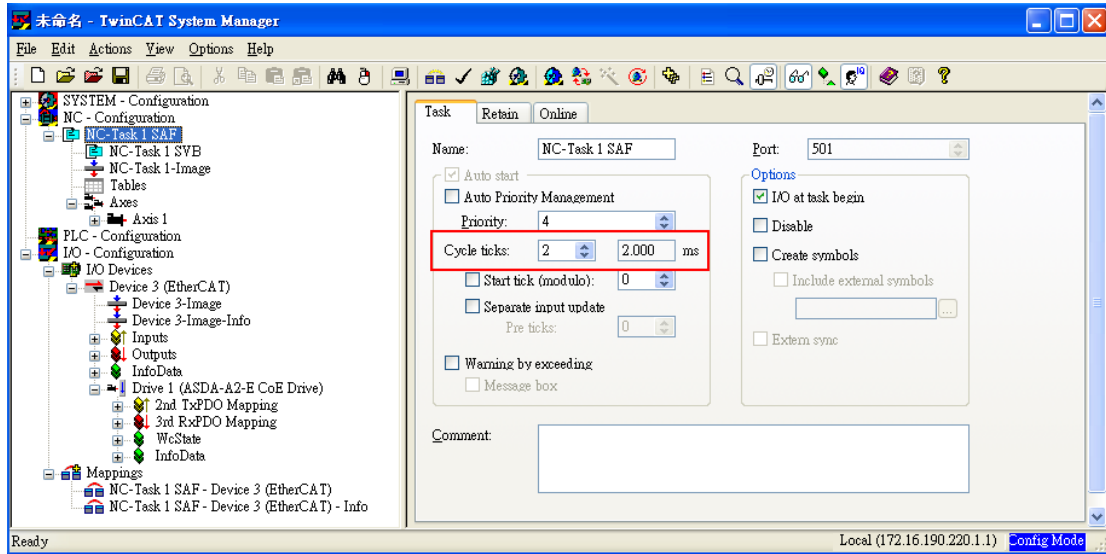 未命名 - TwinCAT System Manager
File Edit Actions View Options Help
SYSTEM - Configuration
NC - Configuration
NC-Task 1 SAF
NC-Task 1 SVB
NC-Task 1-Image
Tables
Axes
Axis 1
PLC - Configuration
I/O - Configuration
I/O Devices
Device 3 (EtherCAT)
Device 3-Image
Device 3-Image-Info
Inputs
Outputs
InfoData
Drive 1 (ASDA-A2-E CoE Drive)
2nd TxPDO Mapping
3rd RxPDO Mapping
WcState
InfoData
Mappings
NC-Task 1 SAF - Device 3 (EtherCAT)
NC-Task 1 SAF - Device 3 (EtherCAT) - Info
Task Retain Online
Name: NC-Task 1 SAF
Port: 501
Auto start
Auto Priority Management
Priority: 4
Cycle ticks: 2 2.000 ms
Start tick (modulo): 0
Separate input update
Pre ticks: 0
Warning by exceeding
Message box
Options
I/O at task begin
Disable
Create symbols
Include external symbols
...
Extern sync
Comment:
Ready
Local (172.16.190.220.1.1) Config Mode